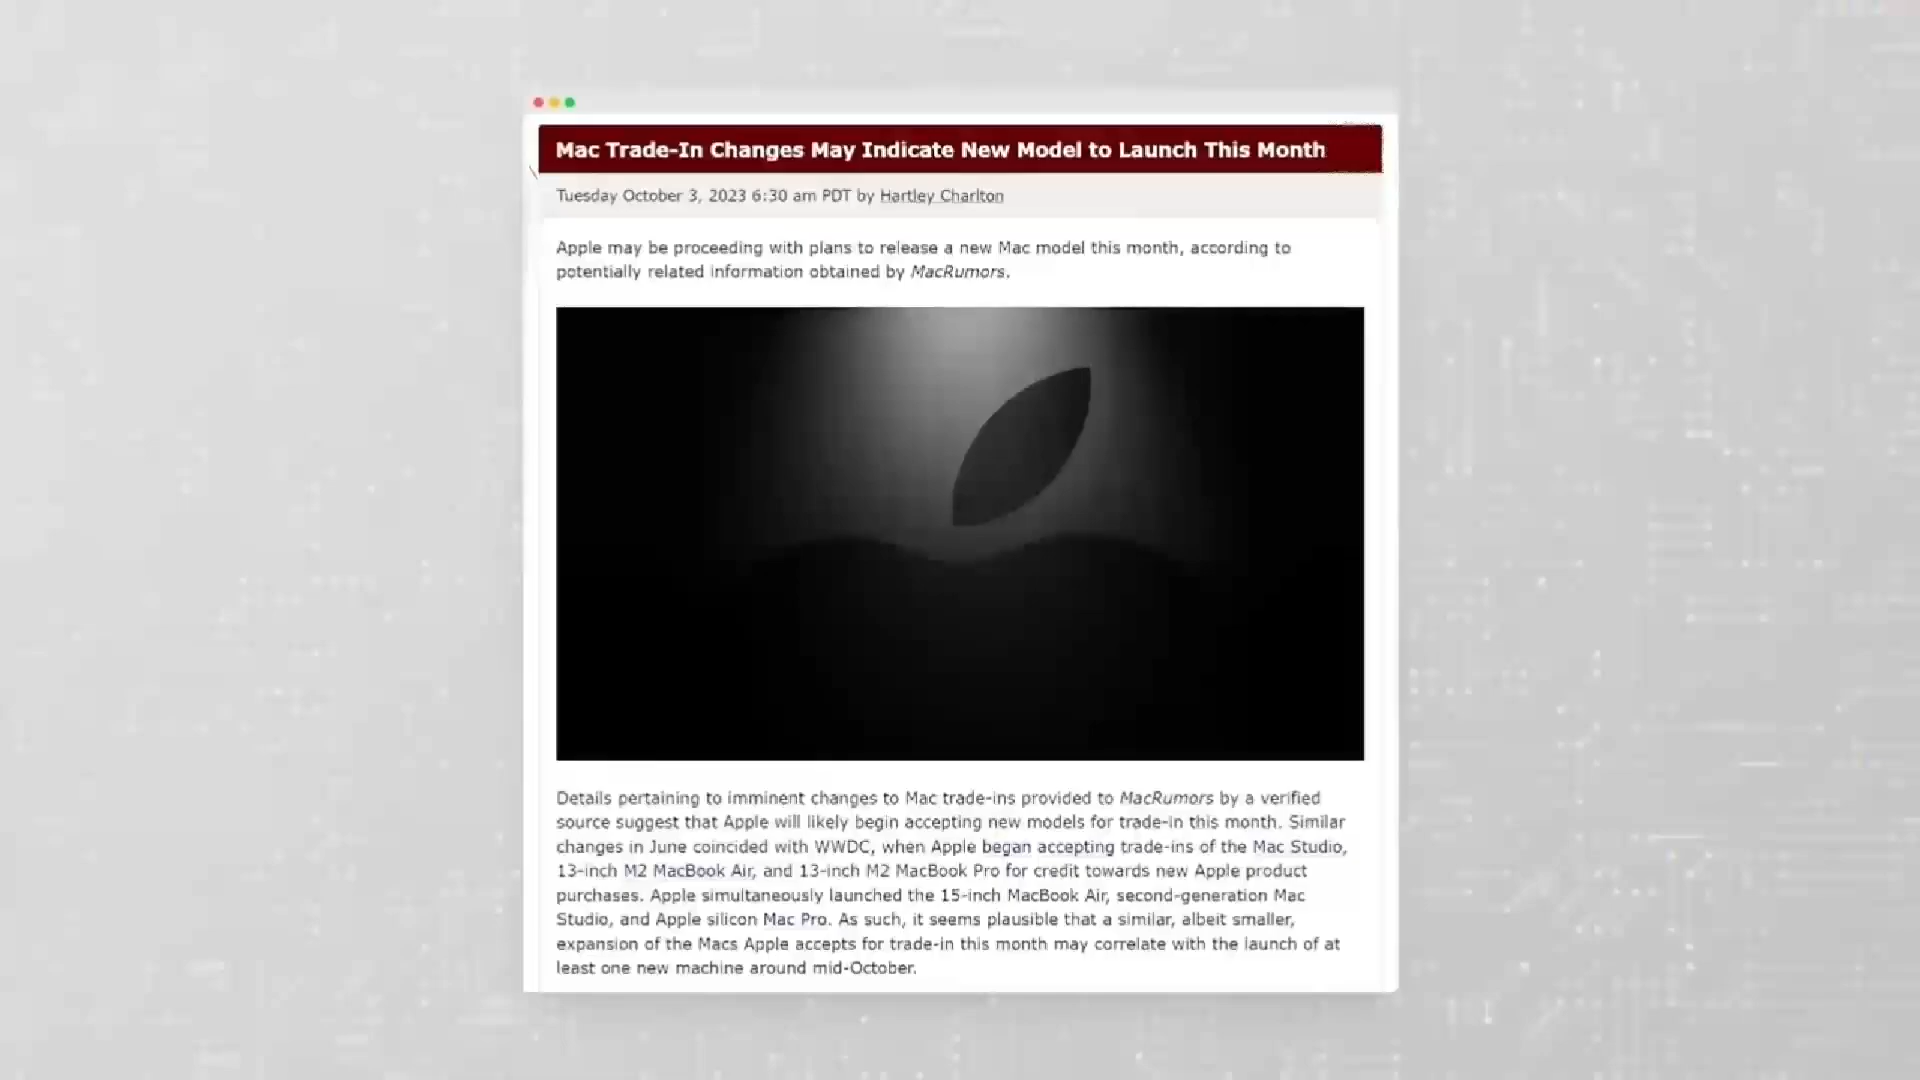 Mac Trade-In Changes May Indicate New Model to Launch This Month
Tuesday October 3, 2023 6:30 am PDT by Hartley Charlton
Apple may be proceeding with plans to release a new Mac model this month, according to
potentially related information obtained by MacRumors.
Details pertaining to imminent changes to Mac trade-ins provided to MacRumors by a verified
source suggest that Apple will likely begin accepting new models for trade-in this month. Similar
changes in June coincided with WWDC, when Apple began accepting trade-ins of the Mac Studio,
13-inch M2 MacBook Air, and 13-inch M2 MacBook Pro for credit towards new Apple product
purchases. Apple simultaneously launched the 15-inch MacBook Air, second-generation Mac
Studio, and Apple silicon Mac Pro. As such, it seems plausible that a similar, albeit smaller,
expansion of the Macs Apple accepts for trade-in this month may correlate with the launch of at
least one new machine around mid-October.